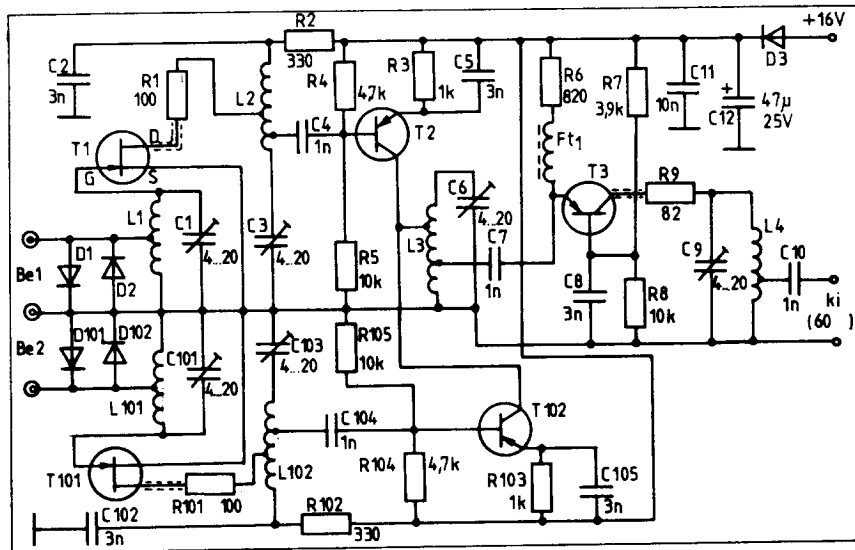 R2
330
+16V
C2
3n
R1
100
L2
R4
4,7k
R3
1k
C5
3n
R6
820
R7
3,9k
C11
10n
D3
+
C12
47µ
25V
D
T1
G
S
C4
1n
T2
Ft1
T3
R9
82
L1
C1
4...20
C3
4...20
C6
4...20
L3
C7
1n
L4
C9
4...20
C10
1n
Be1
D1
D2
R5
10k
C8
3n
R8
10k
ki
(60 )
Be2
D101
D102
C101
4...20
C103
4...20
R105
10k
L101
C104
1n
T102
T101
R101
100
L102
R104
4,7k
R103
1k
C105
3n
C102
3n
R102
330